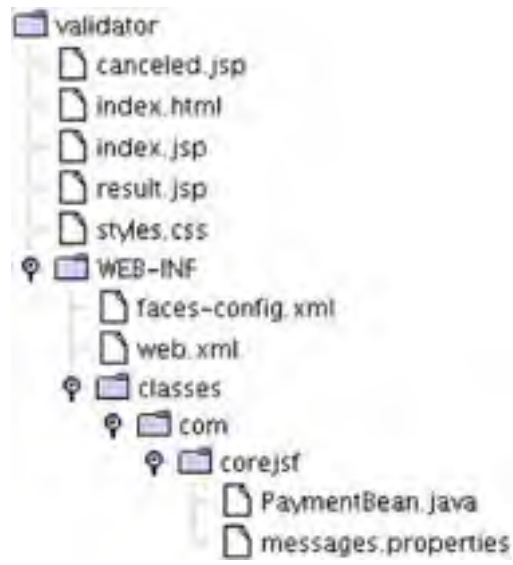 validator
canceled.jsp
index.html
index.jsp
result.jsp
styles.css
WEB-INF
faces-config.xml
web.xml
classes
com
corejsf
PaymentBean.java
messages.properties